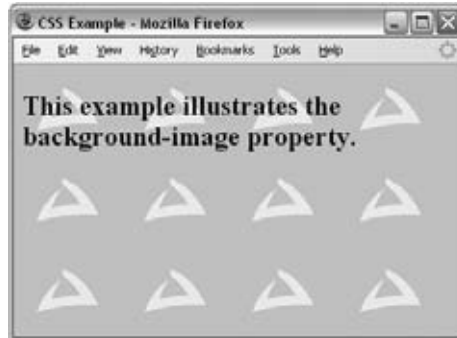 CSS Example - Mozilla Firefox
File Edit View History Bookmarks Tools Help
This example illustrates the
background-image property.